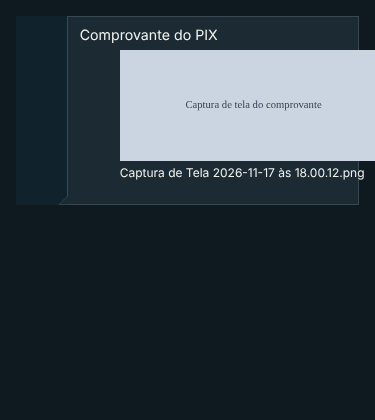 Comprovante do PIX
Captura de tela do comprovante
Captura de Tela 2026-11-17 às 18.00.12.png